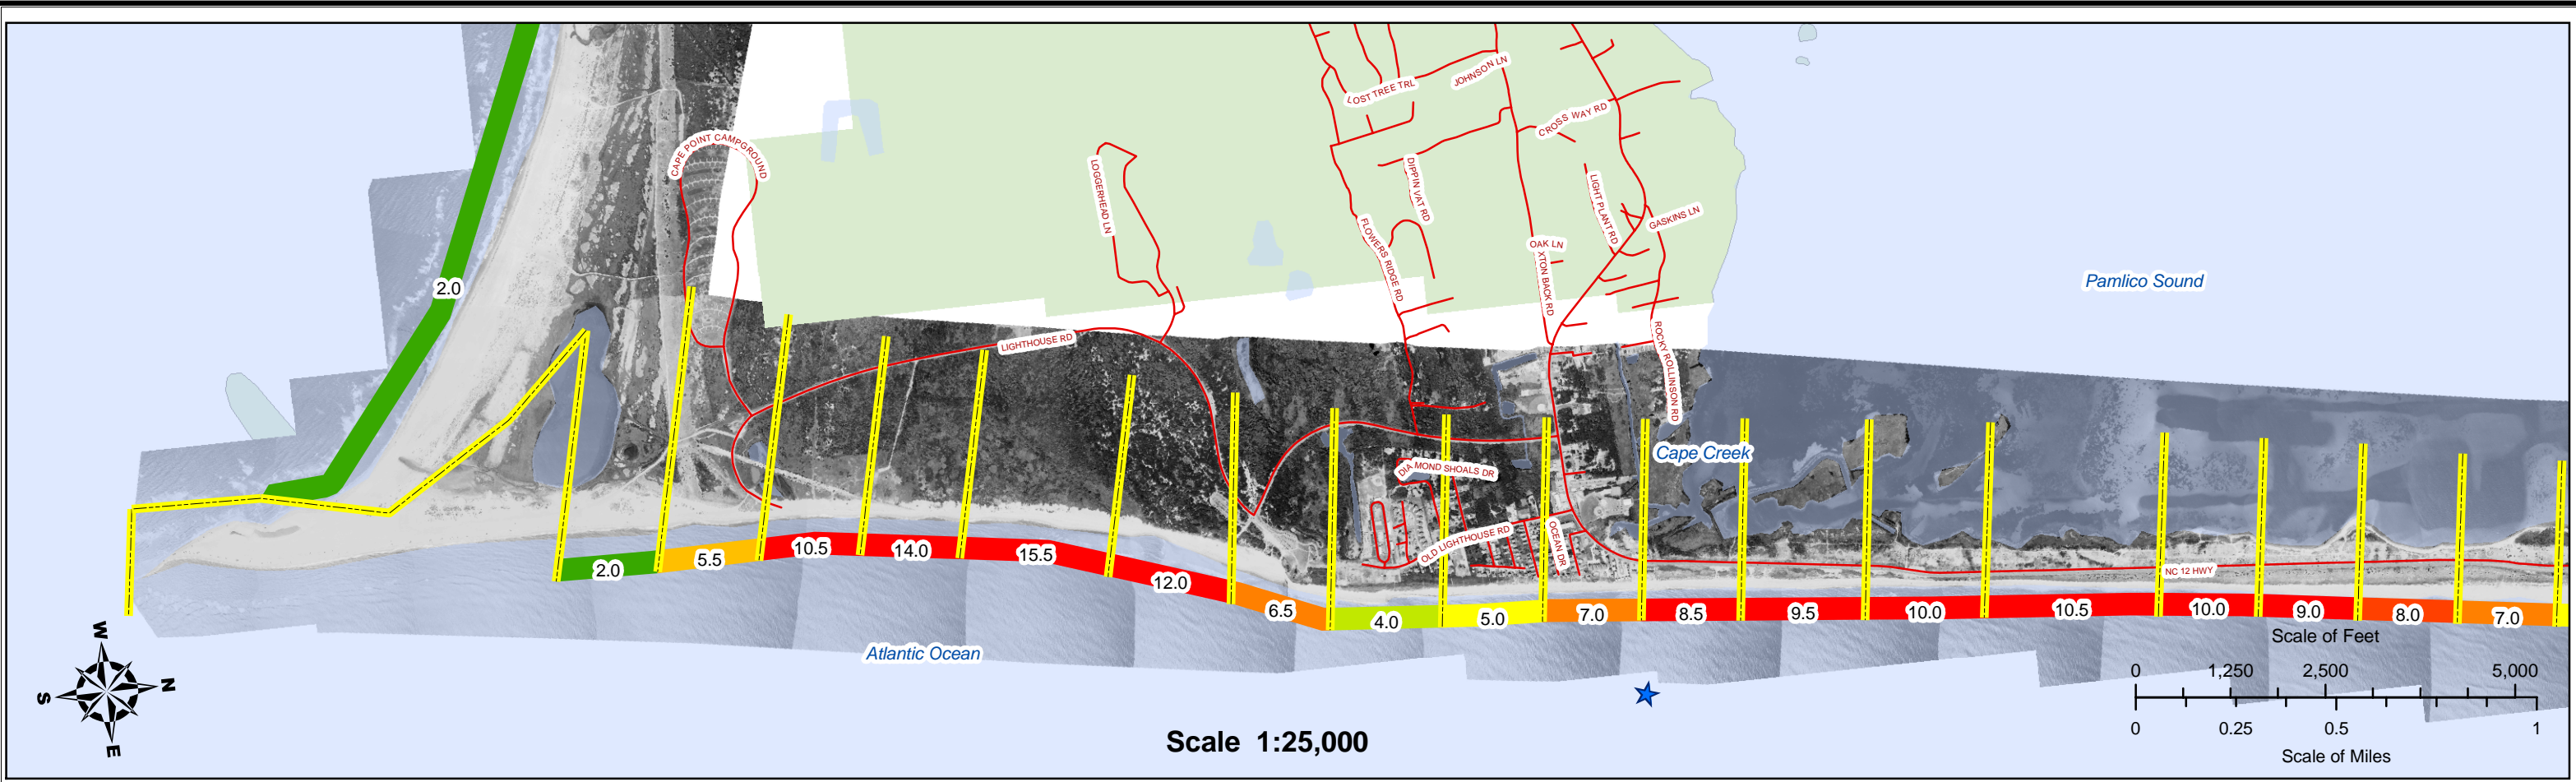 LOST TREE TRL
JOHNSON LN
CROSS WAY RD
CAPE POINT CAMPGROUND
LOGGERHEAD LN
DIPPIN VAT RD
LIGHT PLANT RD
GASKINS LN
FLOWERS RIDGE RD
OAK LN
XTON BACK RD
Pamlico Sound
2.0
LIGHTHOUSE RD
ROCKY ROLLINSON RD
Cape Creek
DIA MOND SHOALS DR
OLD LIGHTHOUSE RD
OCEAN DR
NC 12 HWY
2.0
5.5
10.5
14.0
15.5
12.0
6.5
4.0
5.0
7.0
8.5
9.5
10.0
10.5
10.0
9.0
8.0
7.0
Atlantic Ocean
W
N
S
E
Scale of Feet
0 1,250 2,500 5,000
0 0.25 0.5 1
Scale of Miles
Scale 1:25,000